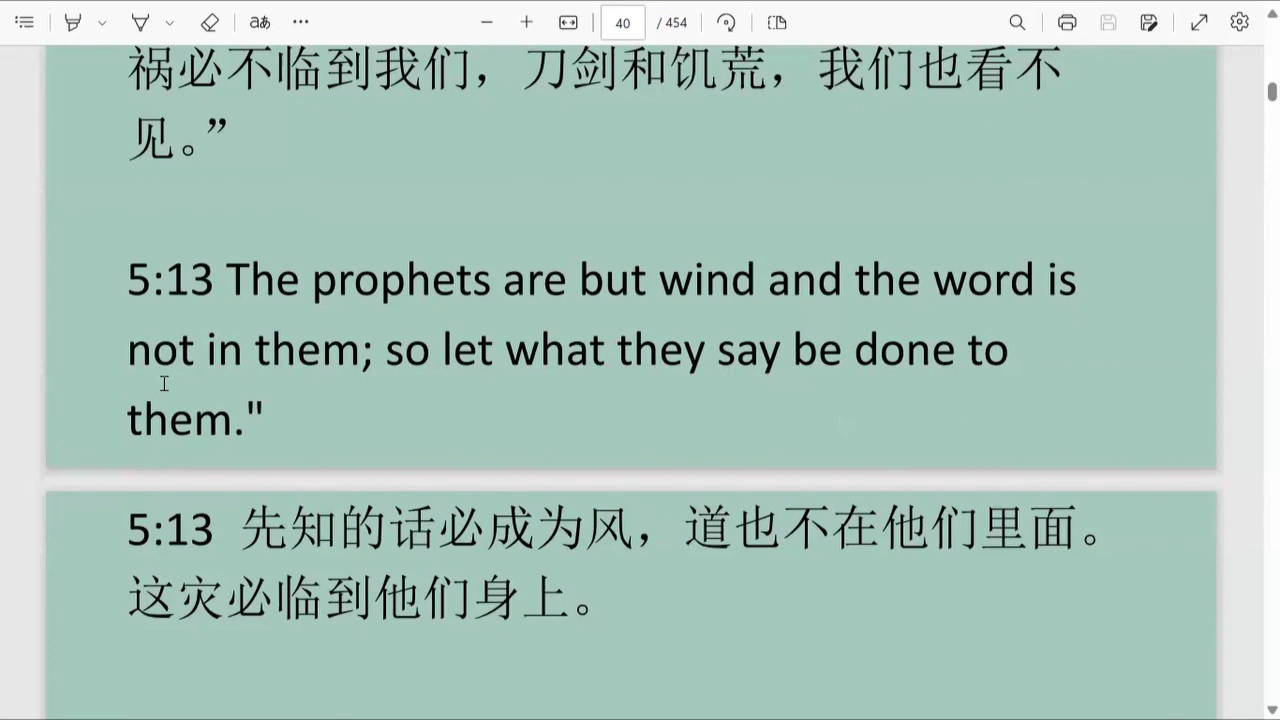 aあ
40
/ 454
祸必不临到我们，刀剑和饥荒，我们也看不
见。”
5:13 The prophets are but wind and the word is
not in them; so let what they say be done to
them."
5:13 先知的话必成为风，道也不在他们里面。
这灾必临到他们身上。